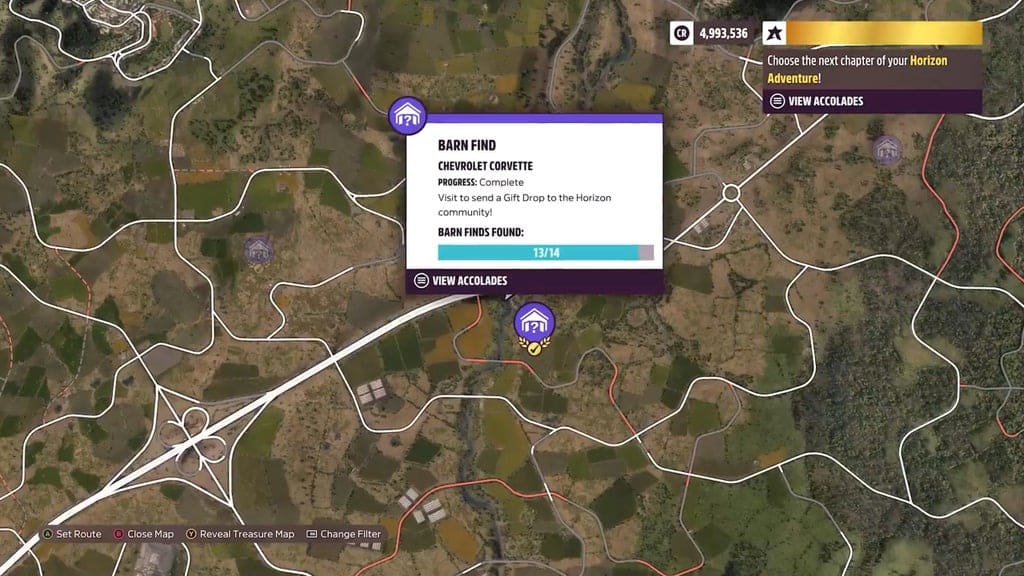 CR 4,993,536
Choose the next chapter of your Horizon
Adventure!
VIEW ACCOLADES
BARN FIND
CHEVROLET CORVETTE
PROGRESS: Complete
Visit to send a Gift Drop to the Horizon
community!
BARN FINDS FOUND:
13/14
VIEW ACCOLADES
A Set Route B Close Map Y Reveal Treasure Map Change Filter